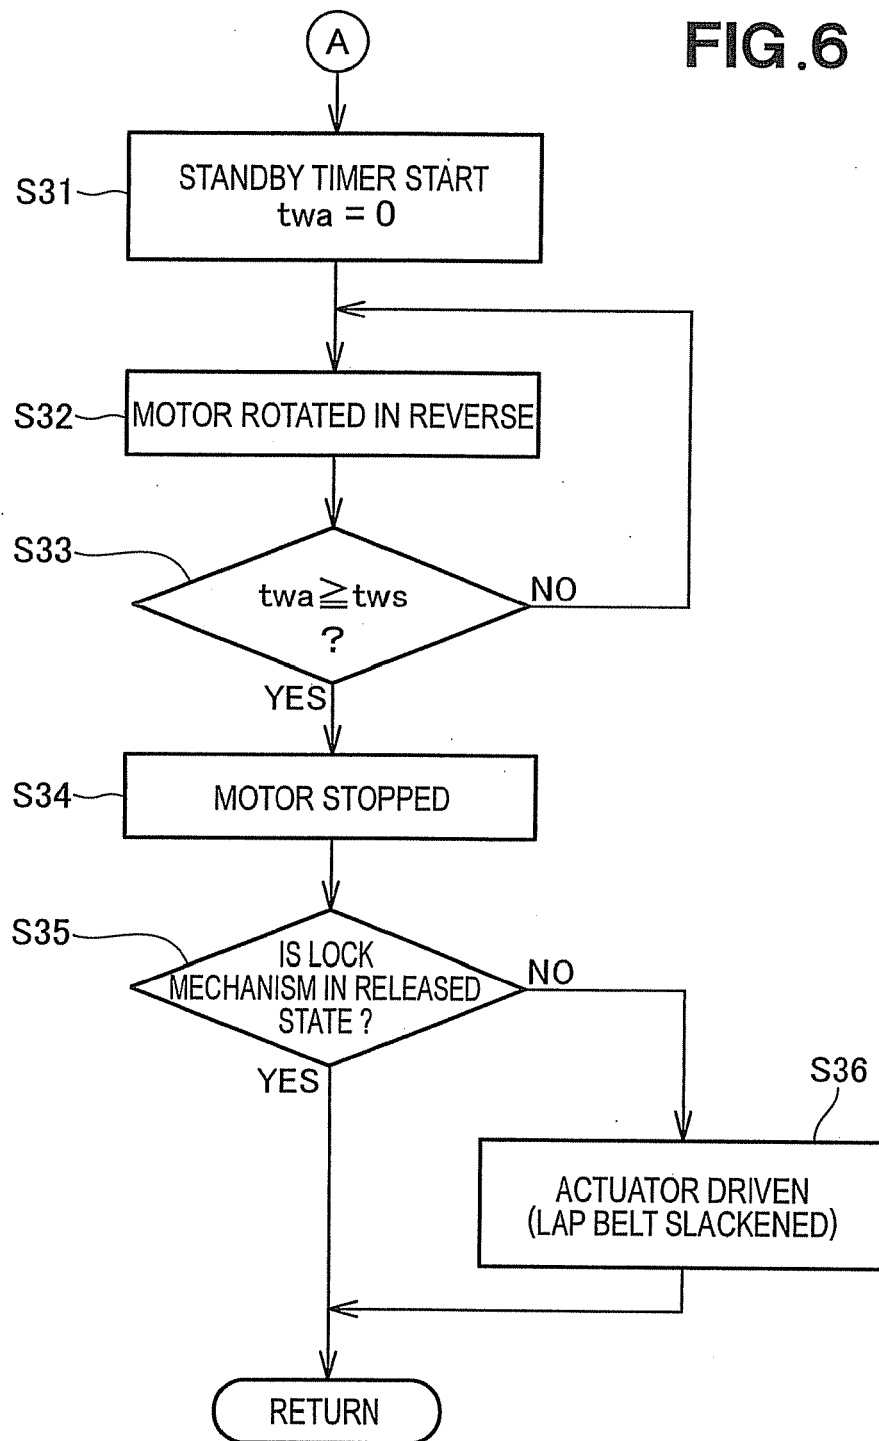 FIG.6
A
S31
STANDBY TIMER START
twa = 0
S32
MOTOR ROTATED IN REVERSE
S33
twa≧tws
?
NO
YES
S34
MOTOR STOPPED
S35
IS LOCK
MECHANISM IN RELEASED
STATE ?
NO
YES
S36
ACTUATOR DRIVEN
(LAP BELT SLACKENED)
RETURN